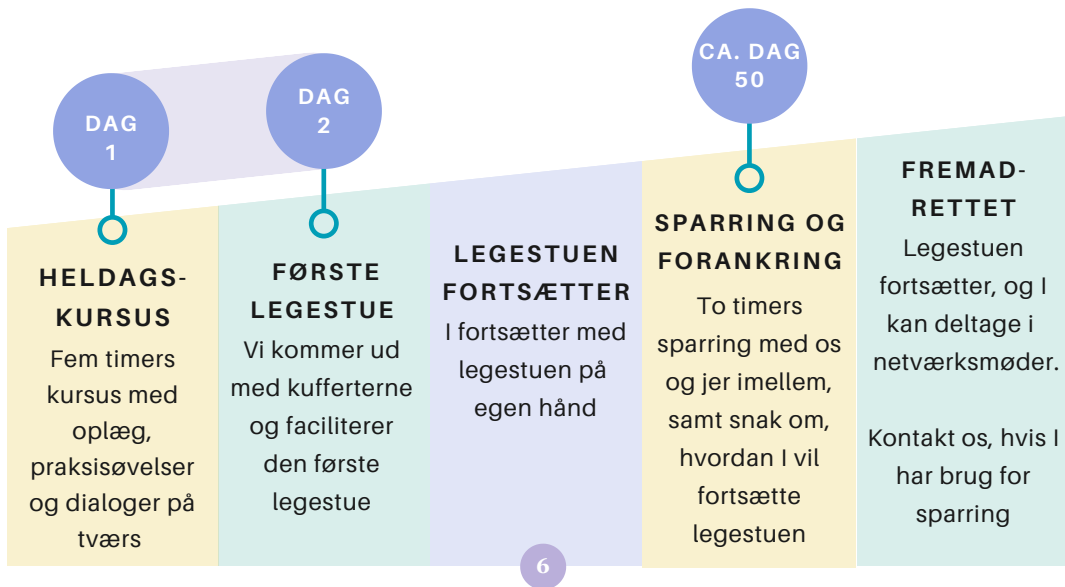 DAG
1
HELDAGS-
KURSUS
Fem timers
kursus med
oplæg,
praksisøvelser
og dialoger på
tværs
DAG
2
FØRSTE
LEGESTUE
Vi kommer ud
med kufferterne
og faciliterer
den første
legestue
LEGESTUEN
FORTSÆTTER
I fortsætter med
legestuen på
egen hånd
CA. DAG
50
SPARRING OG
FORANKRING
To timers
sparring med os
og jer imellem,
samt snak om,
hvordan I vil
fortsætte
legestuen
FREMAD-
RETTET
Legestuen
fortsætter, og I
kan deltage i
netværksmøder.
Kontakt os, hvis I
har brug for
sparring
6